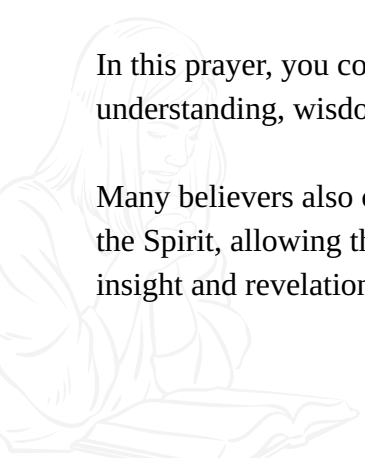 In this prayer, you co
understanding, wisdo
Many believers also
the Spirit, allowing th
insight and revelation